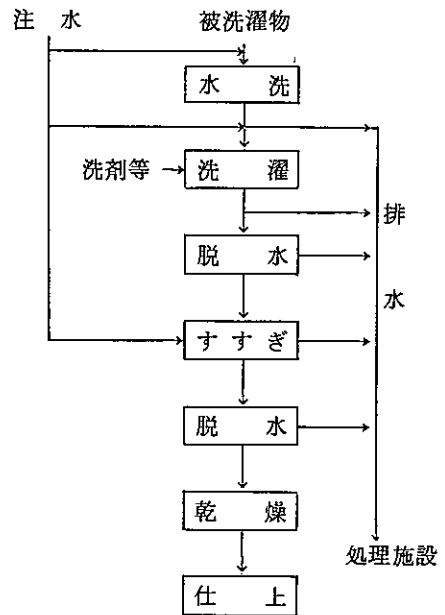 注水
被洗濯物
水洗
洗剤等
洗濯
排水
脱水
すすぎ
脱水
乾燥
処理施設
仕上